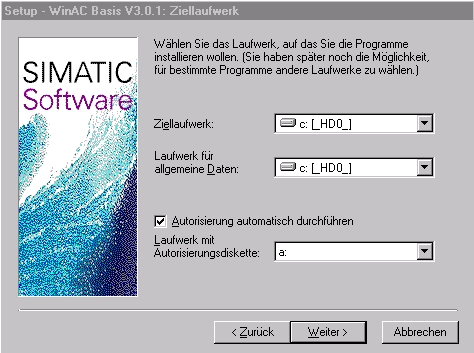 Setup - WinAC Basis V3.0.1: Ziellaufwerk
SIMATIC
Software
Wählen Sie das Laufwerk, auf das Sie die Programme
installieren wollen. (Sie haben später noch die Möglichkeit,
für bestimmte Programme andere Laufwerke zu wählen.)
Ziellaufwerk:
c: [_HD0_]
Laufwerk für
allgemeine Daten:
c: [_HD0_]
Autorisierung automatisch durchführen
Laufwerk mit
Autorisierungsdiskette:
a:
< Zurück
Weiter >
Abbrechen